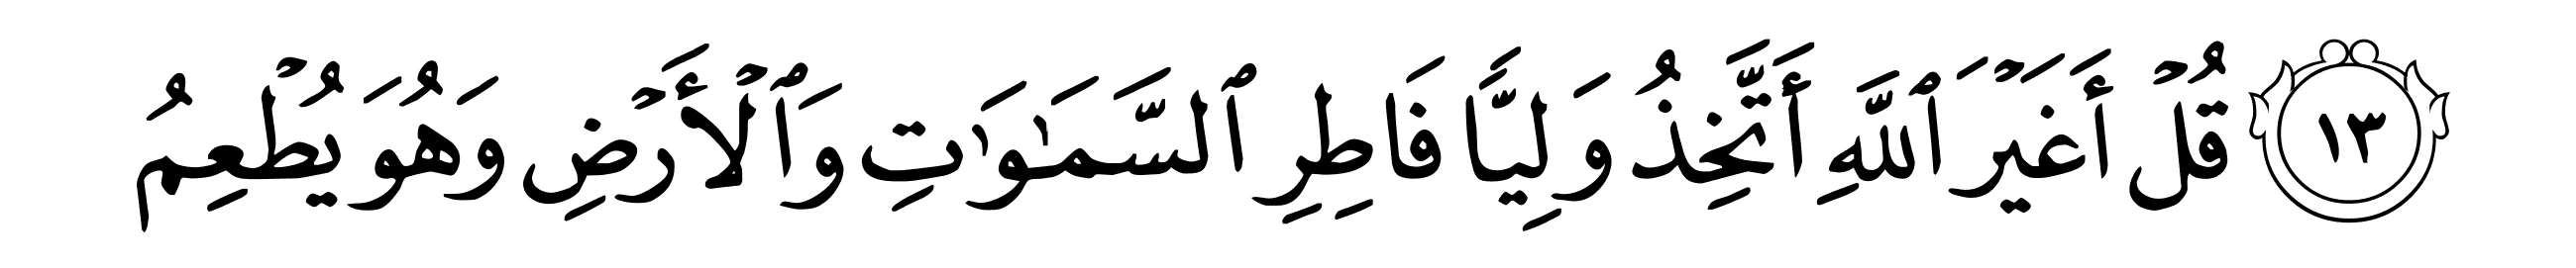 ١٣ قُلۡ أَغَيۡرَ ٱللَّهِ أَتَّخِذُ وَلِيّٗا فَاطِرِ ٱلسَّمَٰوَٰتِ وَٱلۡأَرۡضِ وَهُوَ يُطۡعِمُ